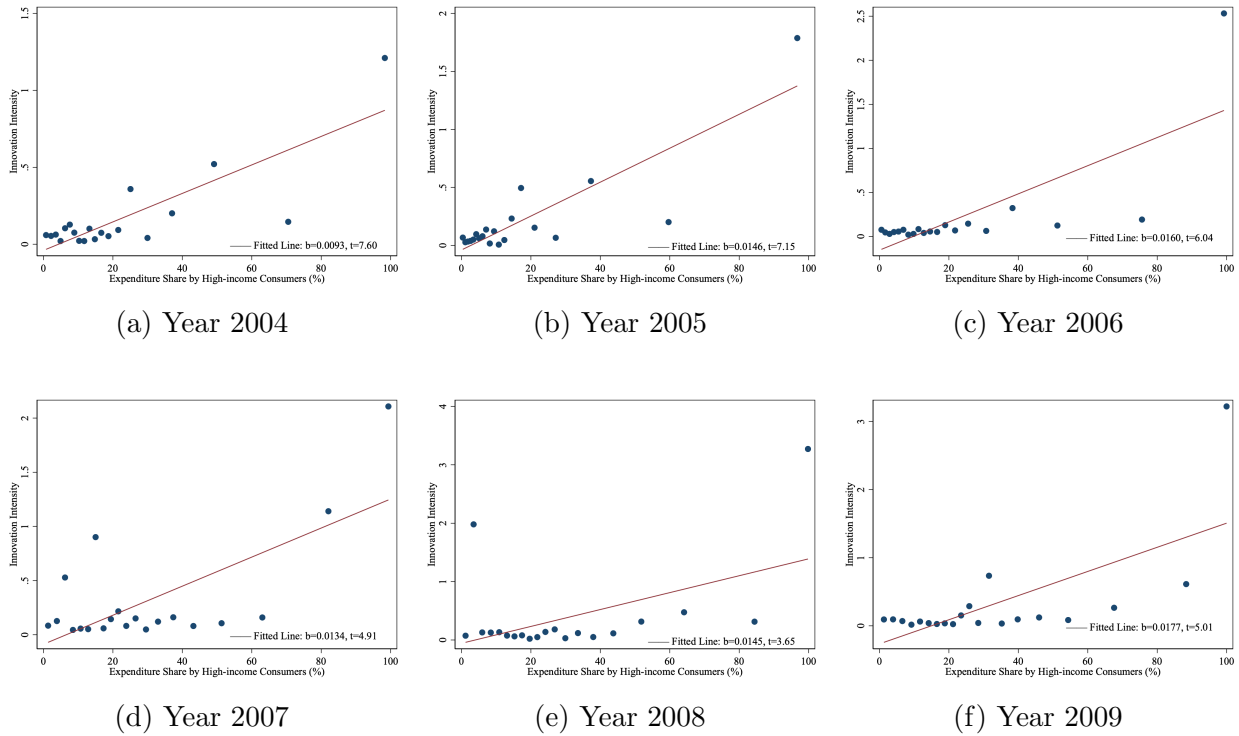 Innovation Intensity
0 .5 1 1.5
Fitted Line: b=0.0093, t=7.60
0 20 40 60 80 100
Expenditure Share by High-income Consumers (%)
(a) Year 2004
Innovation Intensity
0 .5 1 1.5 2
Fitted Line: b=0.0146, t=7.15
0 20 40 60 80 100
Expenditure Share by High-income Consumers (%)
(b) Year 2005
Innovation Intensity
0 .5 1 1.5 2 2.5
Fitted Line: b=0.0160, t=6.04
0 20 40 60 80 100
Expenditure Share by High-income Consumers (%)
(c) Year 2006
Innovation Intensity
0 .5 1 1.5 2
Fitted Line: b=0.0134, t=4.91
0 20 40 60 80 100
Expenditure Share by High-income Consumers (%)
(d) Year 2007
Innovation Intensity
0 1 2 3 4
Fitted Line: b=0.0145, t=3.65
0 20 40 60 80 100
Expenditure Share by High-income Consumers (%)
(e) Year 2008
Innovation Intensity
0 1 2 3
Fitted Line: b=0.0177, t=5.01
0 20 40 60 80 100
Expenditure Share by High-income Consumers (%)
(f) Year 2009